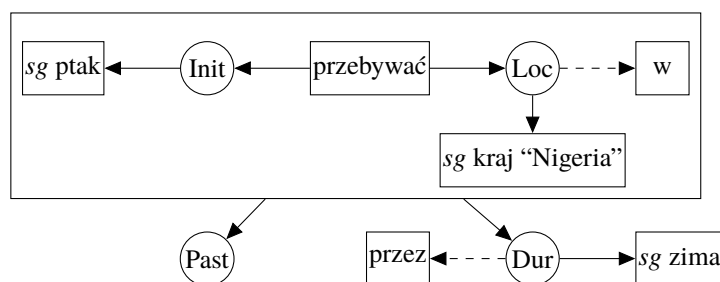 sg ptak Init przebywać Loc w
sg kraj “Nigeria”
Past przez Dur sg zima